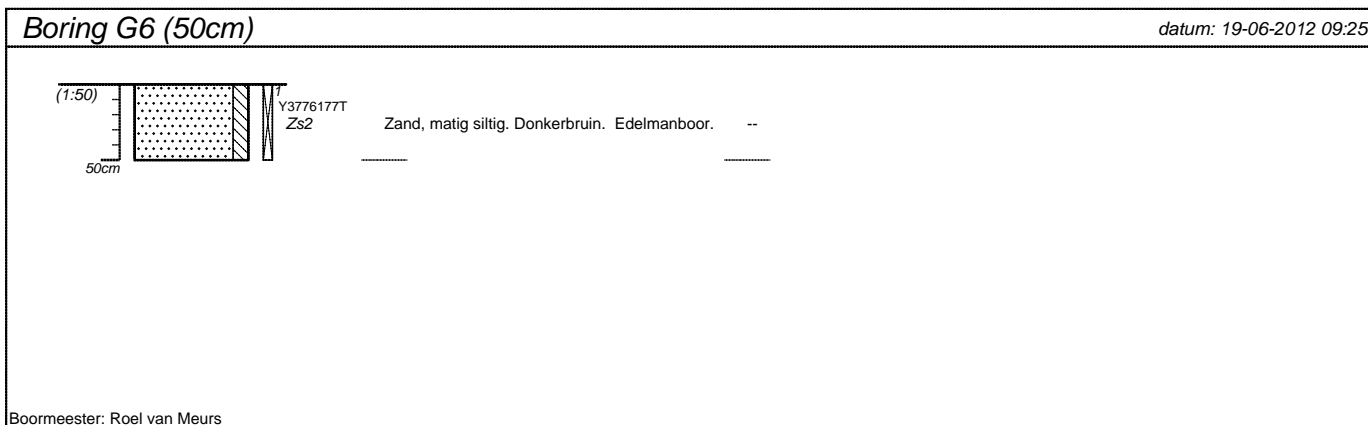 Boring G6 (50cm)
datum: 19-06-2012 09:25
(1:50)
1
Y3776177T
Zs2 Zand, matig siltig. Donkerbruin. Edelmanboor. --
50cm
Boormeester: Roel van Meurs